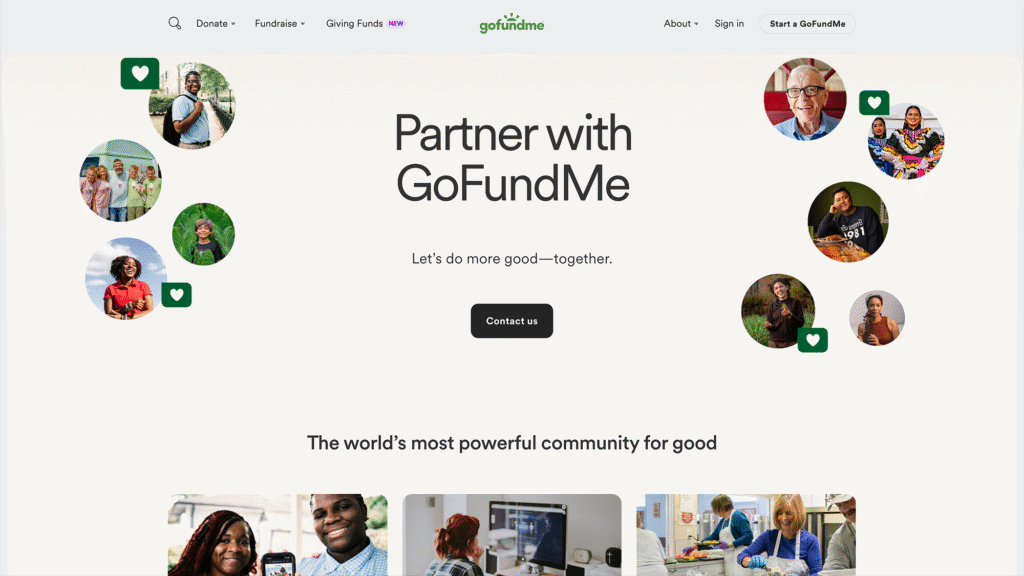 Donate
Fundraise
Giving Funds NEW
gofundme
About
Sign in
Start a GoFundMe
Partner with
GoFundMe
Let's do more good—together.
Contact us
The world's most powerful community for good
1981